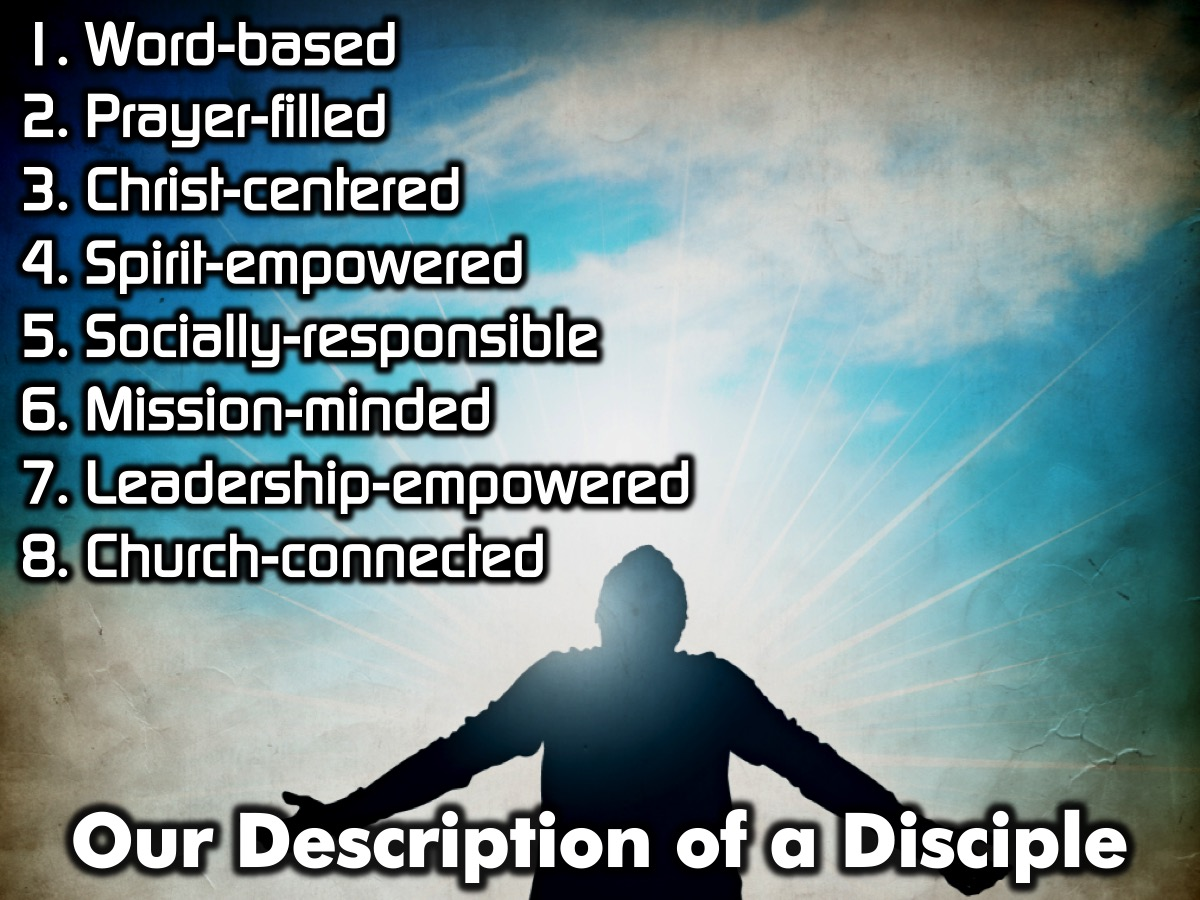 1. Word-based
2. Prayer-filled
3. Christ-centered
4. Spirit-empowered
5. Socially-responsible
6. Mission-minded
7. Leadership-empowered
8. Church-connected
Our Description of a Disciple